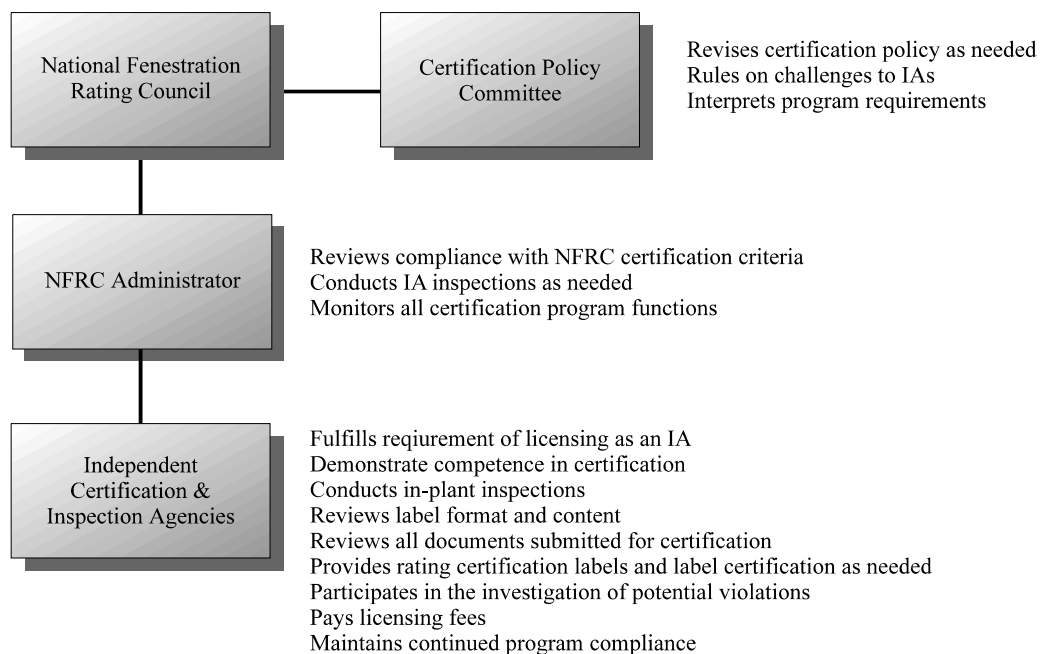 National Fenestration
Rating Council
Certification Policy
Committee
Revises certification policy as needed
Rules on challenges to IAs
Interprets program requirements
NFRC Administrator
Reviews compliance with NFRC certification criteria
Conducts IA inspections as needed
Monitors all certification program functions
Independent
Certification &
Inspection Agencies
Fulfills reqiurement of licensing as an IA
Demonstrate competence in certification
Conducts in-plant inspections
Reviews label format and content
Reviews all documents submitted for certification
Provides rating certification labels and label certification as needed
Participates in the investigation of potential violations
Pays licensing fees
Maintains continued program compliance